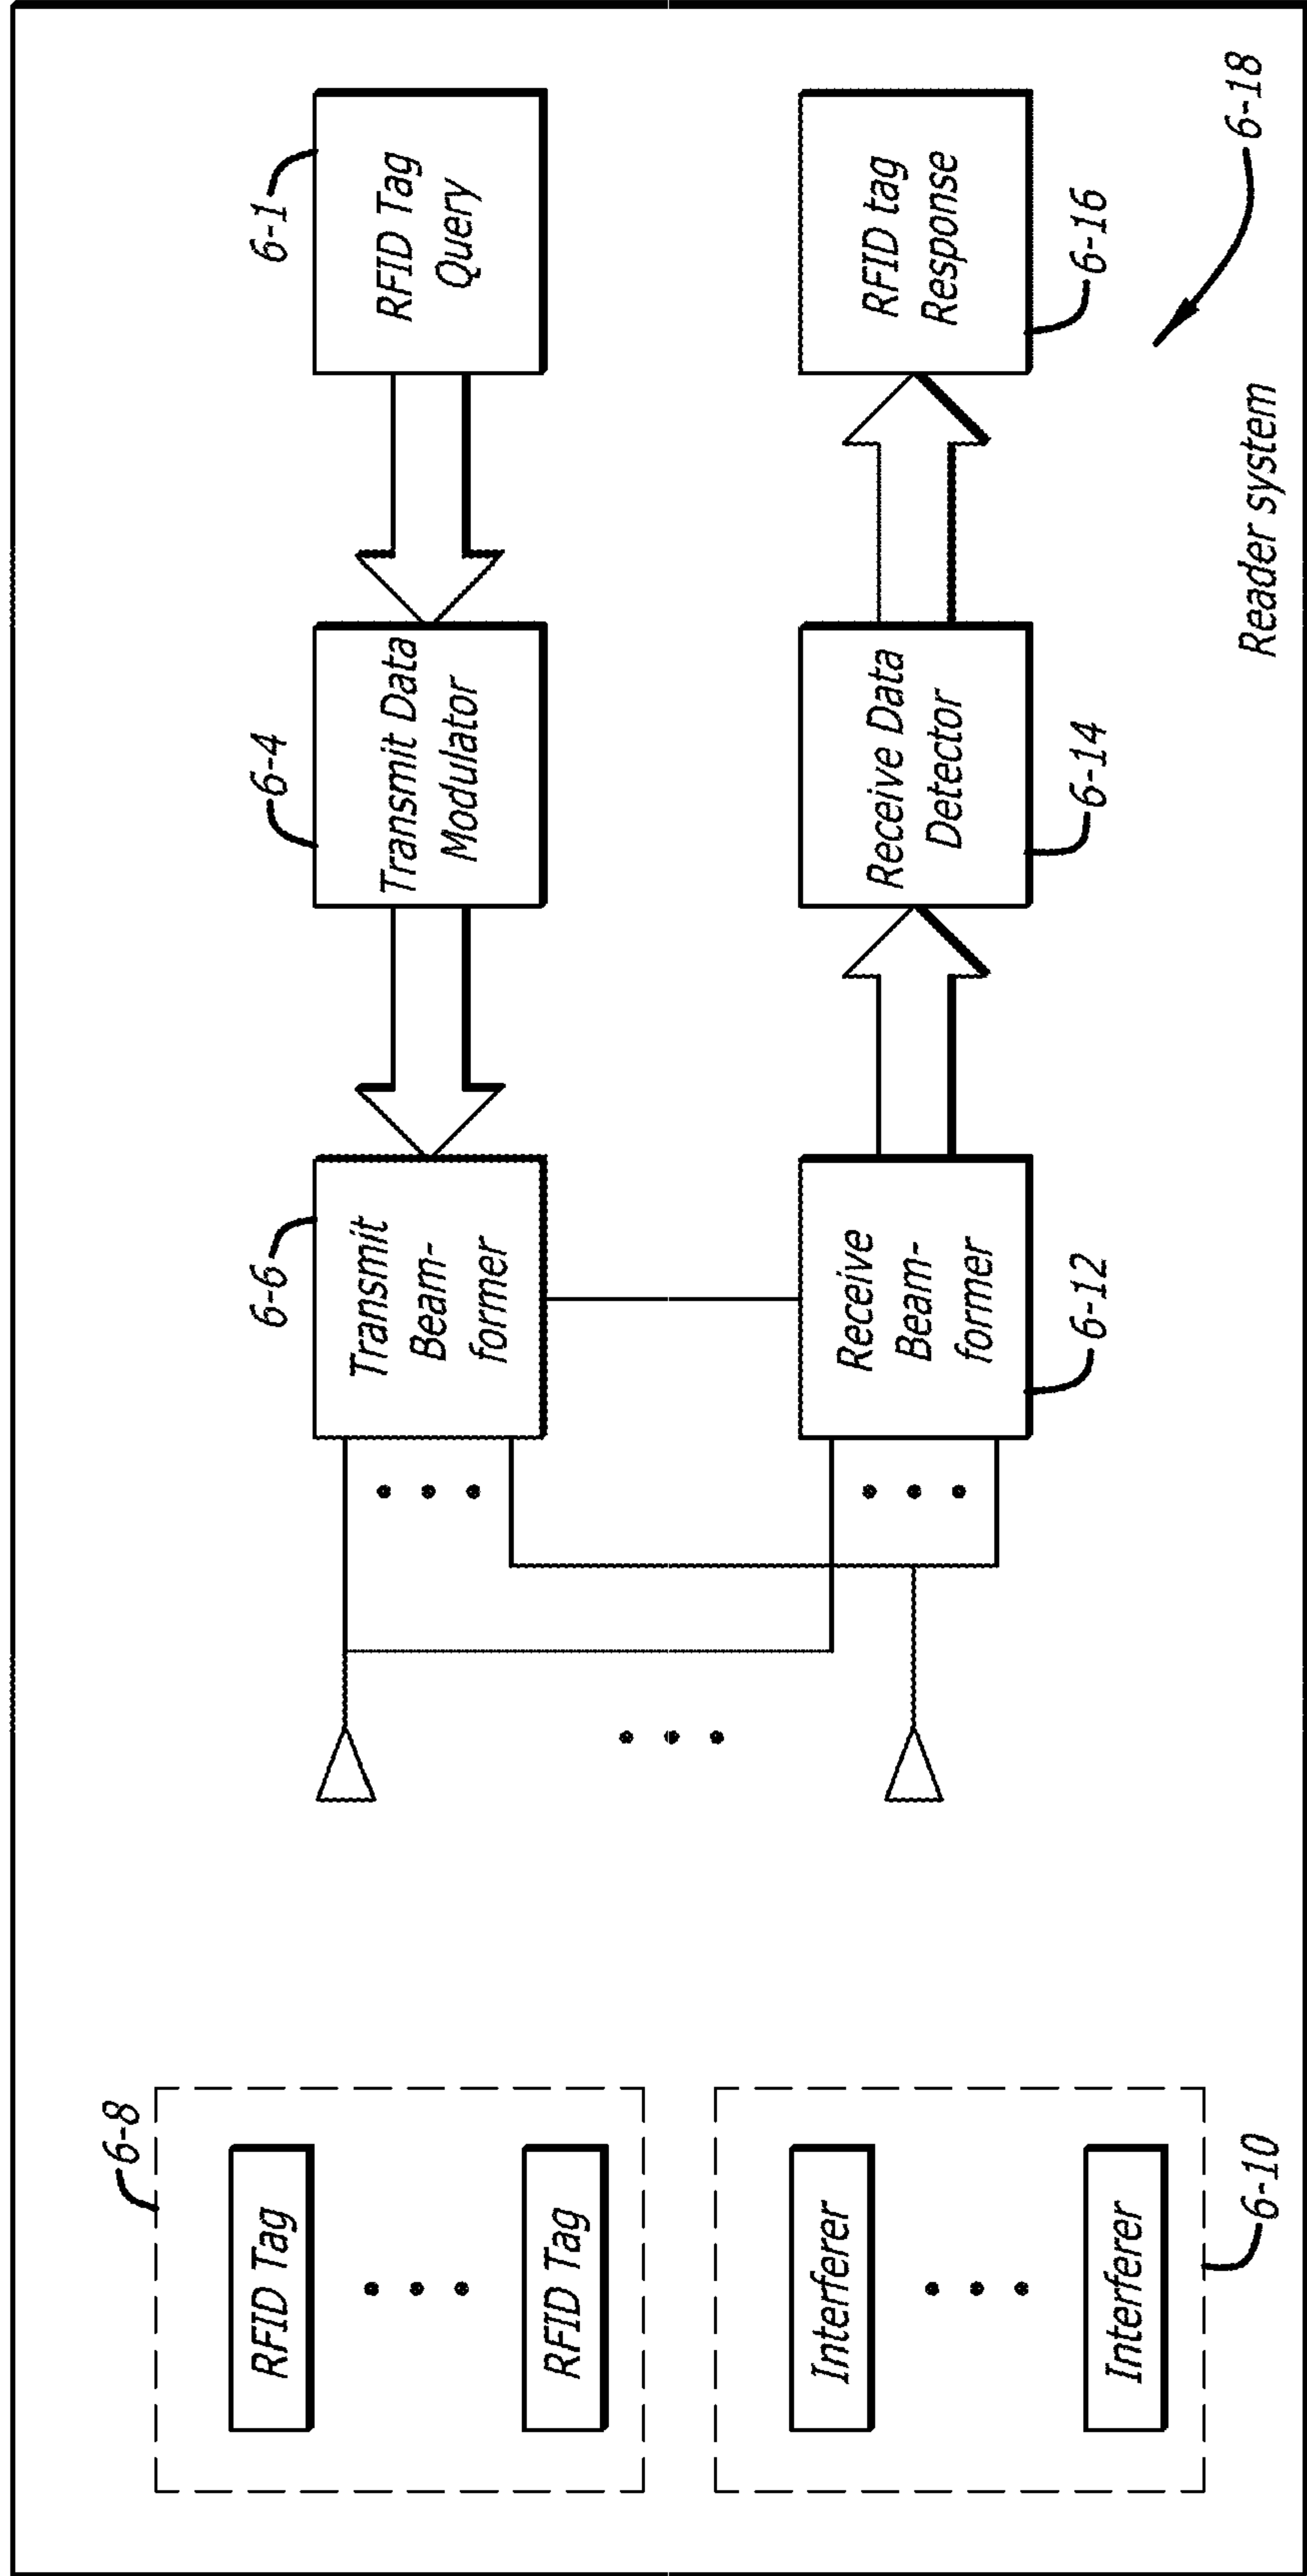 6-8
RFID Tag
RFID Tag
Interferer
Interferer
6-10
6-6
Transmit
Beam-
former
6-4
Transmit Data
Modulator
6-1
RFID Tag
Query
Receive
Beam-
former
6-12
Receive Data
Detector
6-14
RFID tag
Response
6-16
Reader system
6-18